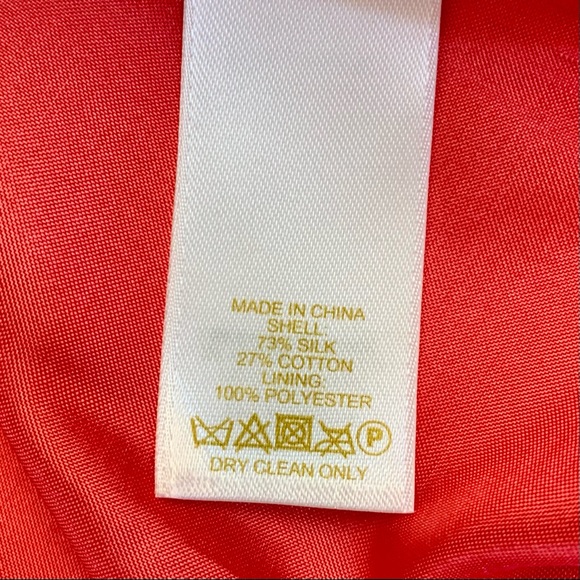 MADE IN CHINA
SHELL:
73% SILK
27% COTTON
LINING:
100% POLYESTER
P
DRY CLEAN ONLY